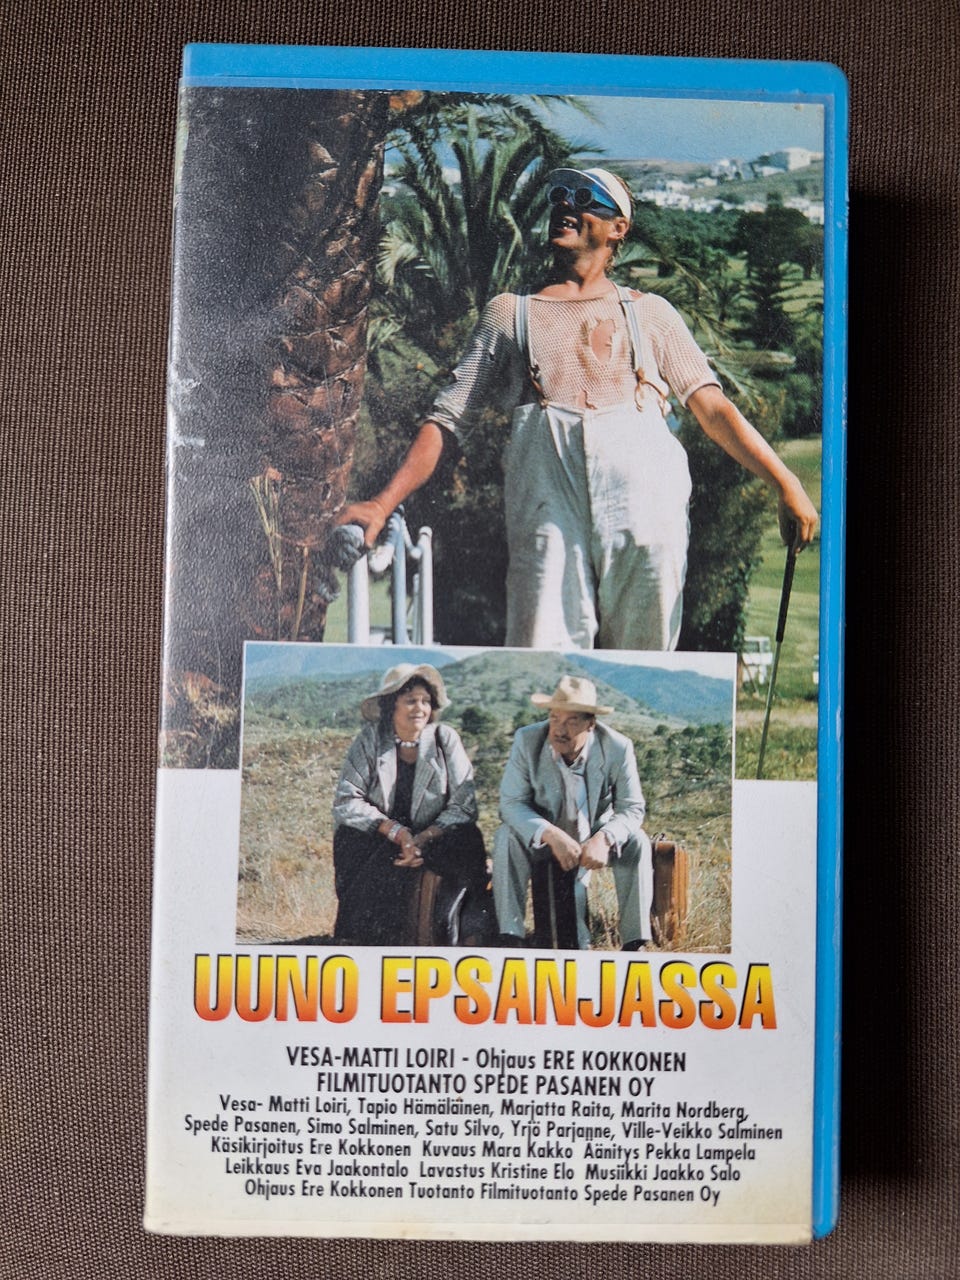 UUNO EPSANJASSA
VESA-MATTI LOIRI - Ohjaus ERE KOKKONEN
FILMITUOTANTO SPEDE PASANEN OY
Vesa- Matti Loiri, Tapio Hämäläinen, Marjatta Raita, Marita Nordberg,
Spede Pasanen, Simo Salminen, Satu Silvo, Yrjö Parjanne, Ville-Veikko Salminen
Käsikirjoitus Ere Kokkonen Kuvaus Mara Kakko Äänitys Pekka Lampela
Leikkaus Eva Jaakontalo Lavastus Kristine Elo Musiikki Jaakko Salo
Ohjaus Ere Kokkonen Tuotanto Filmituotanto Spede Pasanen Oy